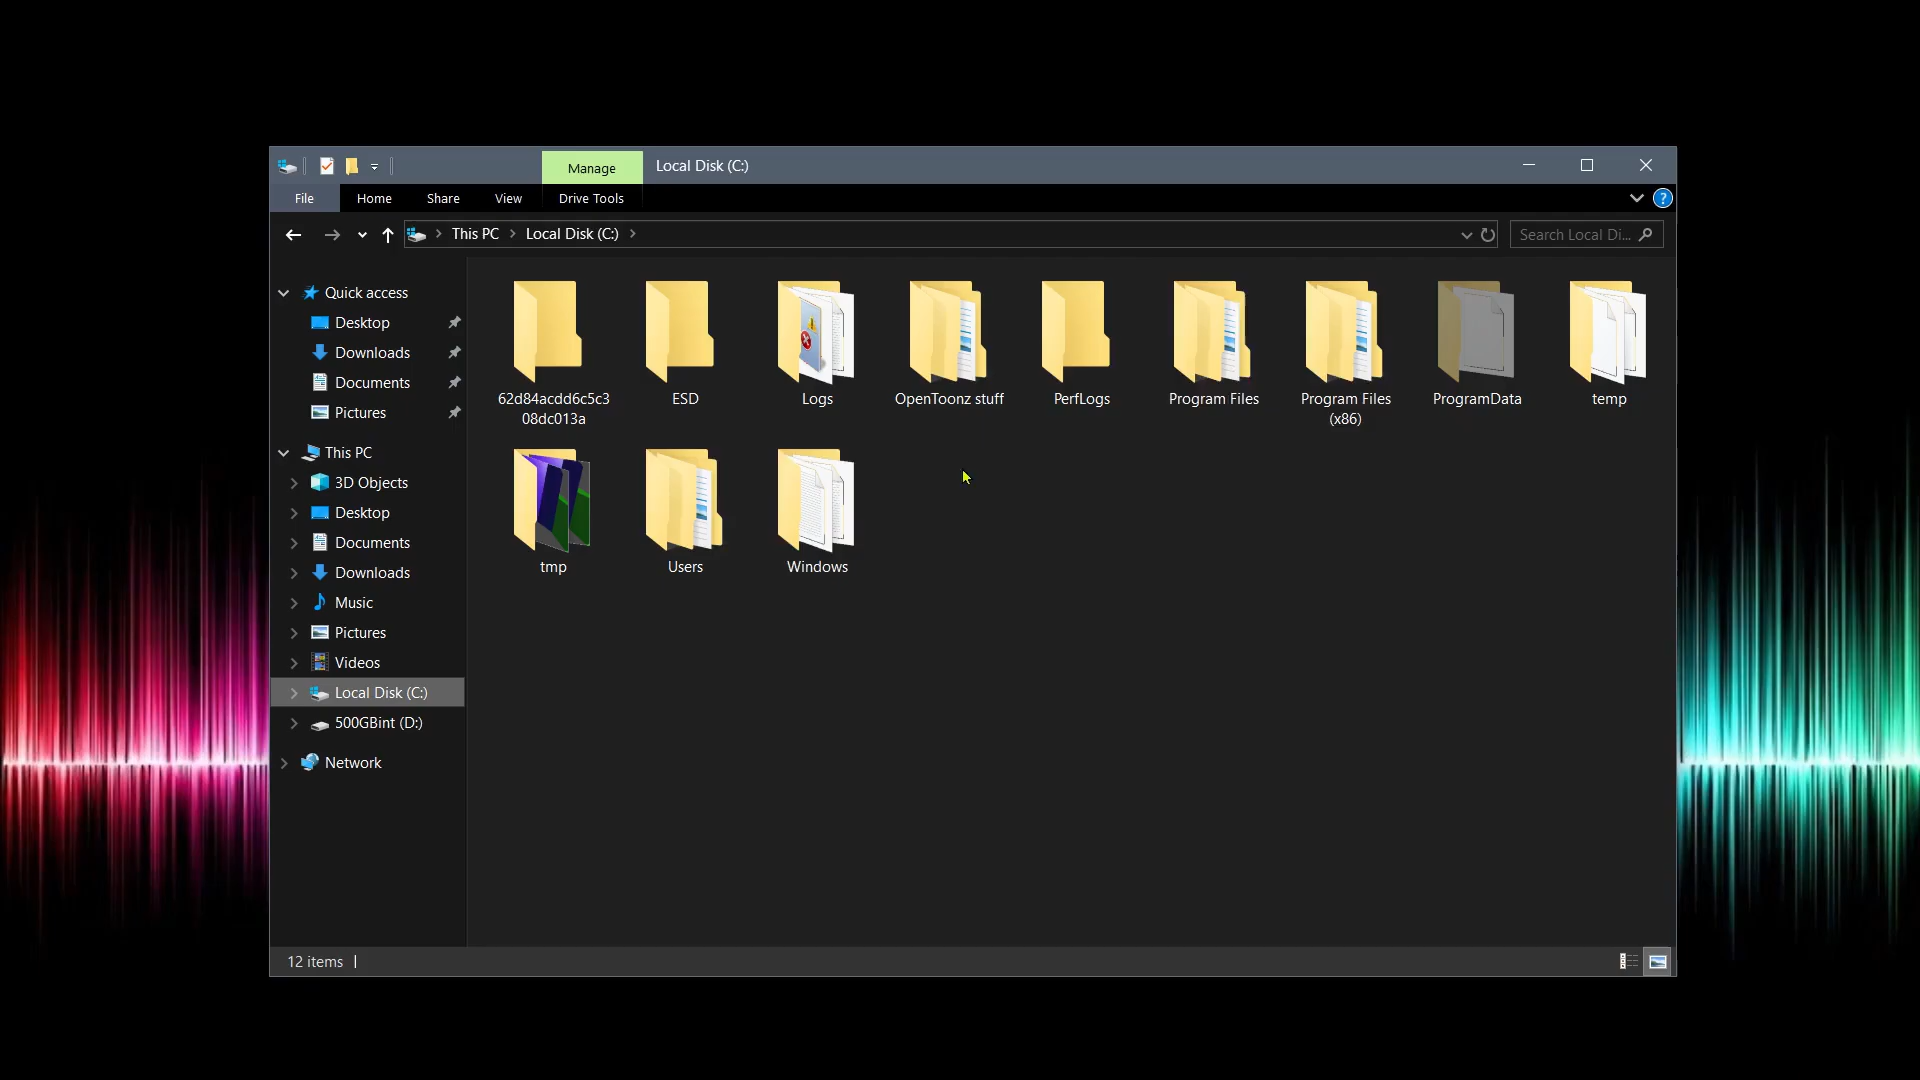 Manage
Local Disk (C:)
File
Home
Share
View
Drive Tools
?
This PC
Local Disk (C:)
Search Local Di...
Quick access
Desktop
Downloads
Documents
Pictures
This PC
3D Objects
Desktop
Documents
Downloads
Music
Pictures
Videos
Local Disk (C:)
500GBint (D:)
Network
62d84acdd6c5c3
08dc013a
ESD
Logs
OpenToonz stuff
PerfLogs
Program Files
Program Files
(x86)
ProgramData
temp
tmp
Users
Windows
12 items